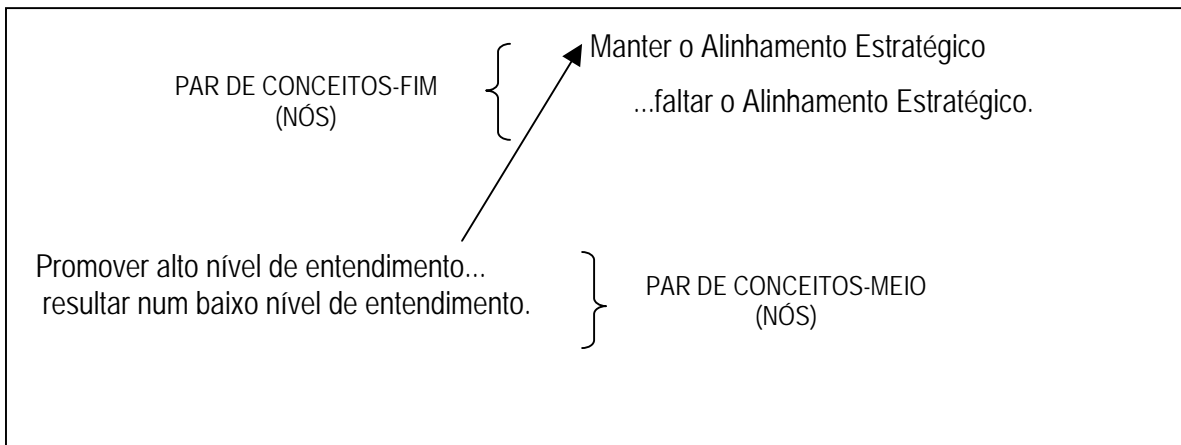 Manter o Alinhamento Estratégico
PAR DE CONCEITOS-FIM
(NÓS)
...faltar o Alinhamento Estratégico.
Promover alto nível de entendimento...
resultar num baixo nível de entendimento.
PAR DE CONCEITOS-MEIO
(NÓS)